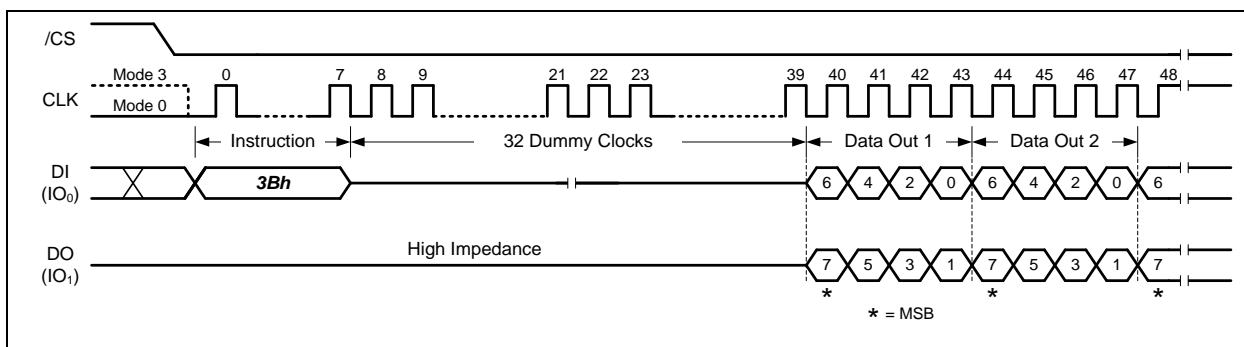 /CS
Mode 3 0 7 8 9 21 22 23 39 40 41 42 43 44 45 46 47 48
CLK
Mode 0
Instruction 32 Dummy Clocks Data Out 1 Data Out 2
DI
(IO0)
3Bh 6 4 2 0 6 4 2 0 6
High Impedance
DO
(IO1)
7 5 3 1 7 5 3 1 7
* * *
* = MSB